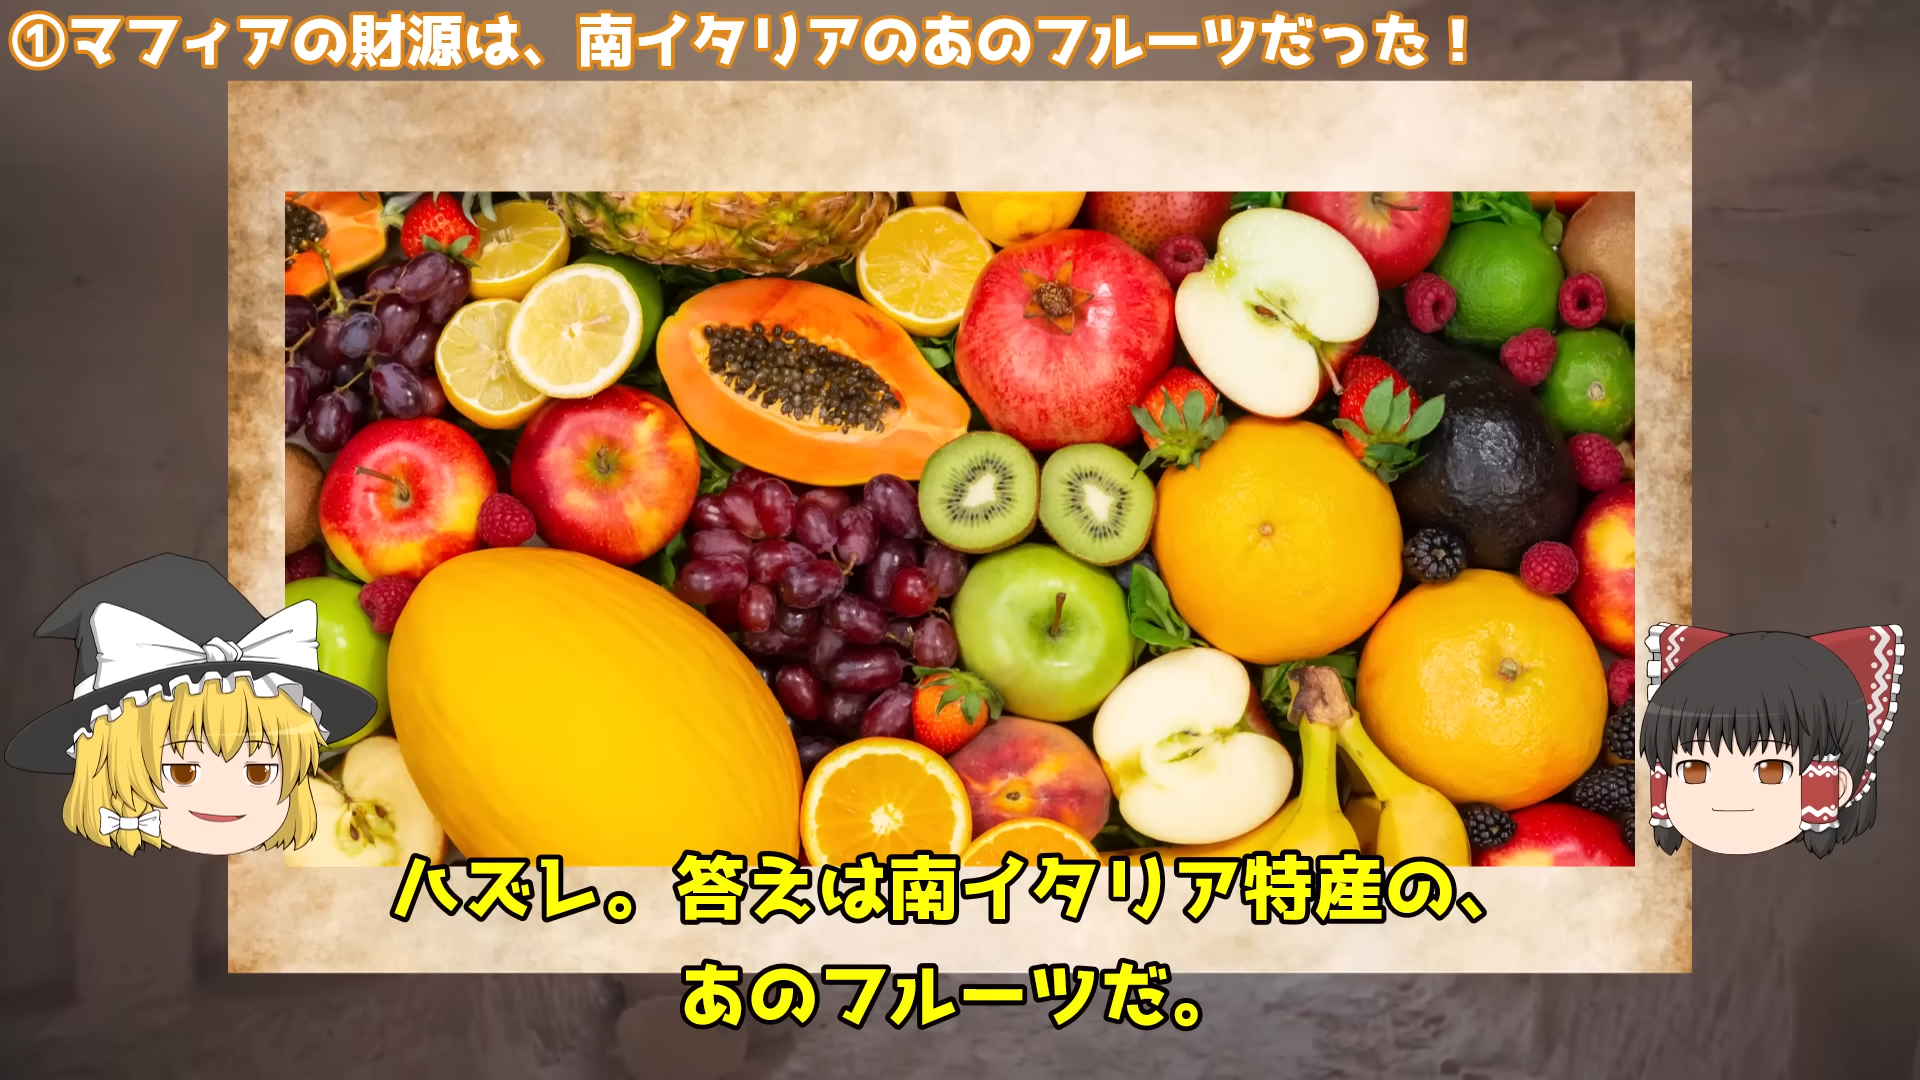 ①マフィアの財源は、南イタリアのあのフルーツだった！
ハズレ。答えは南イタリア特産の、
あのフルーツだ。